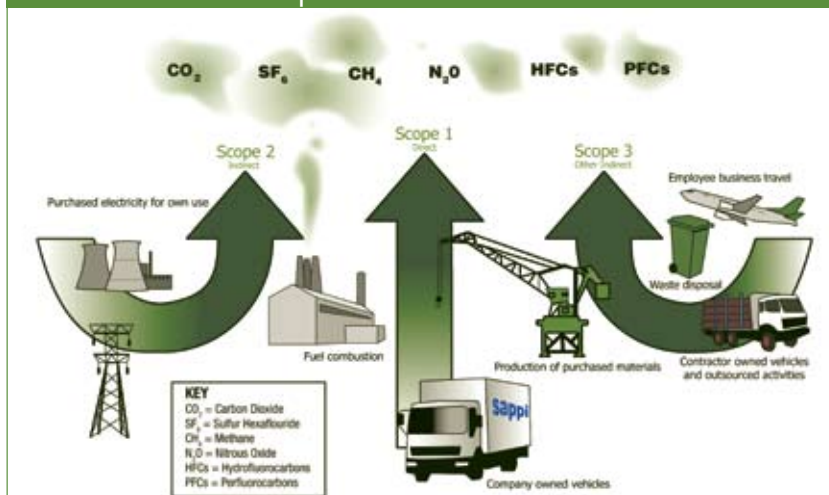 CO₂ SF₆ CH₄ N₂O HFCs PFCs
Scope 2
Indirect
Scope 1
Direct
Scope 3
Other Indirect
Purchased electricity for own use
Employee business travel
Waste disposal
Fuel combustion
Production of purchased materials
Contractor owned vehicles
and outsourced activities
sappi
Company owned vehicles
KEY
CO₂ = Carbon Dioxide
SF₆ = Sulfur Hexaflouride
CH₄ = Methane
N₂O = Nitrous Oxide
HFCs = Hydrofluorocarbons
PFCs = Perfluorocarbons